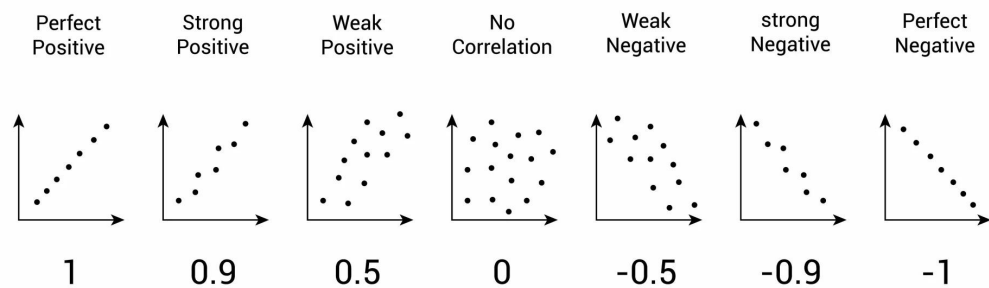 Perfect
Positive
Strong
Positive
Weak
Positive
No
Correlation
Weak
Negative
strong
Negative
Perfect
Negative
1
0.9
0.5
0
-0.5
-0.9
-1